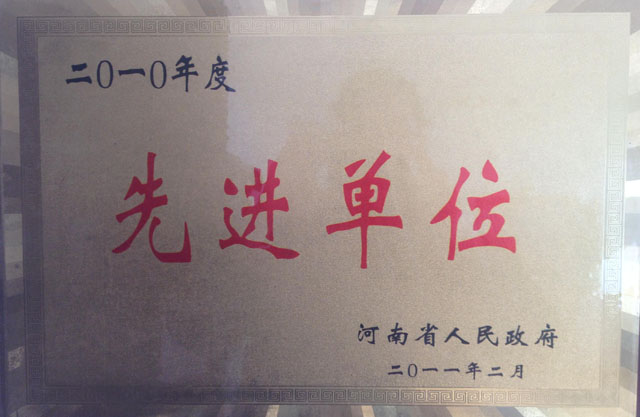 二〇一〇年度
先进单位
河南省人民政府
二〇一一年二月